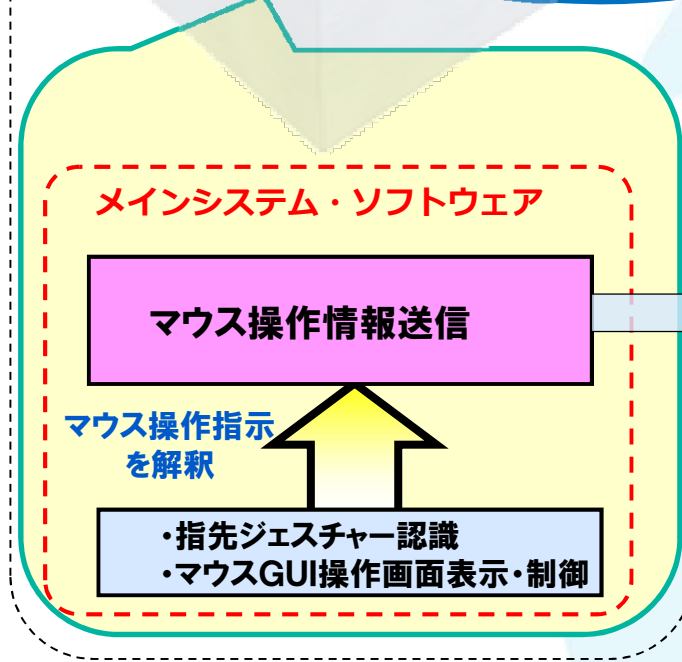 メインシステム・ソフトウェア
マウス操作情報送信
マウス操作指示
を解釈
・指先ジェスチャー認識
・マウスGUI操作画面表示・制御